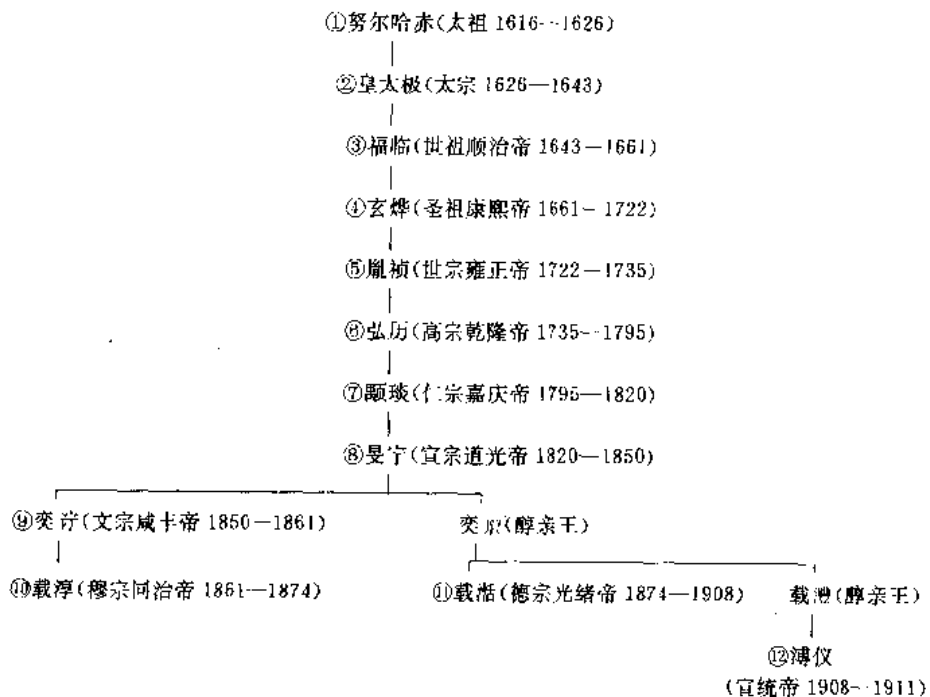 ①努尔哈赤(太祖 1616—1626)
②皇太极(太宗 1626—1643)
③福临(世祖顺治帝 1643—1661)
④玄烨(圣祖康熙帝 1661—1722)
⑤胤祯(世宗雍正帝 1722—1735)
⑥弘历(高宗乾隆帝 1735—1795)
⑦颙琰(仁宗嘉庆帝 1795—1820)
⑧旻宁(宣宗道光帝 1820—1850)
⑨奕(文宗咸帝 1850—1861) 奕(醇亲王)
⑩载淳(穆宗同治帝 1861—1874) ⑪载湉(德宗光绪帝 1874—1908) 载沣(醇亲王)
⑫溥仪
(宣统帝 1908—1911)